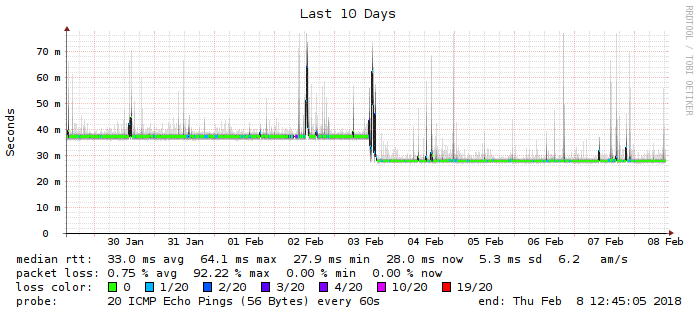 Last 10 Days
RRDTOOL / TOBI OETIKER
Seconds
70 m
60 m
50 m
40 m
30 m
20 m
10 m
0
30 Jan 31 Jan 01 Feb 02 Feb 03 Feb 04 Feb 05 Feb 06 Feb 07 Feb 08 Feb
median rtt: 33.0 ms avg 64.1 ms max 27.9 ms min 28.0 ms now 5.3 ms sd 6.2 am/s
packet loss: 0.75 % avg 92.22 % max 0.00 % min 0.00 % now
loss color: 0 1/20 2/20 3/20 4/20 10/20 19/20
probe: 20 ICMP Echo Pings (56 Bytes) every 60s end: Thu Feb 8 12:45:05 2018